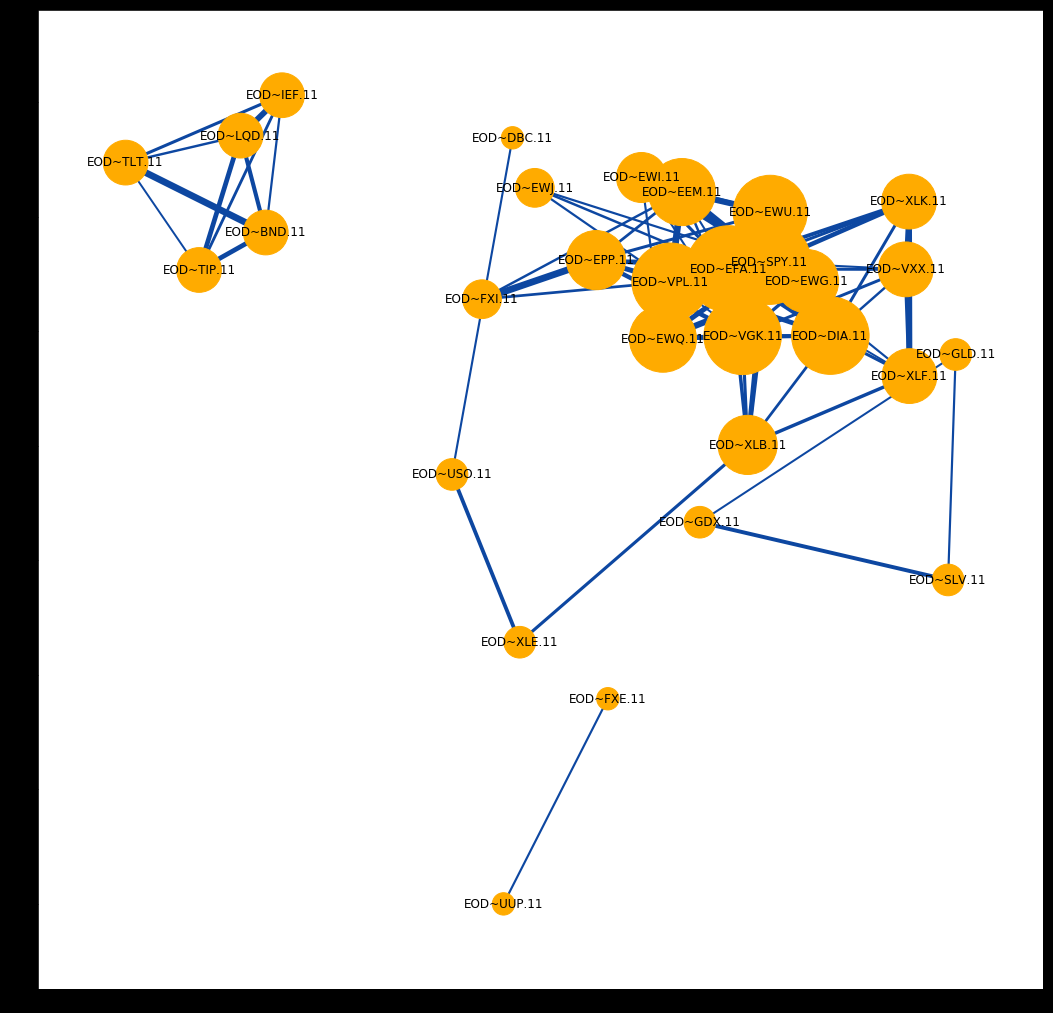 EOD~IEF.11
EOD~LQD.11
EOD~DBC.11
EOD~TLT.11
EOD~EWI.11
EOD~EWJ.11
EOD~EEM.11
EOD~XLK.11
EOD~EWU.11
EOD~BND.11
EOD~EPP.11
EOD~SPY.11
EOD~EFA.11
EOD~VXX.11
EOD~TIP.11
EOD~VPL.11
EOD~EWG.11
EOD~FXI.11
EOD~EWQ.11
EOD~VGK.11
EOD~DIA.11
EOD~GLD.11
EOD~XLF.11
EOD~XLB.11
EOD~USO.11
EOD~GDX.11
EOD~SLV.11
EOD~XLE.11
EOD~FXE.11
EOD~UUP.11